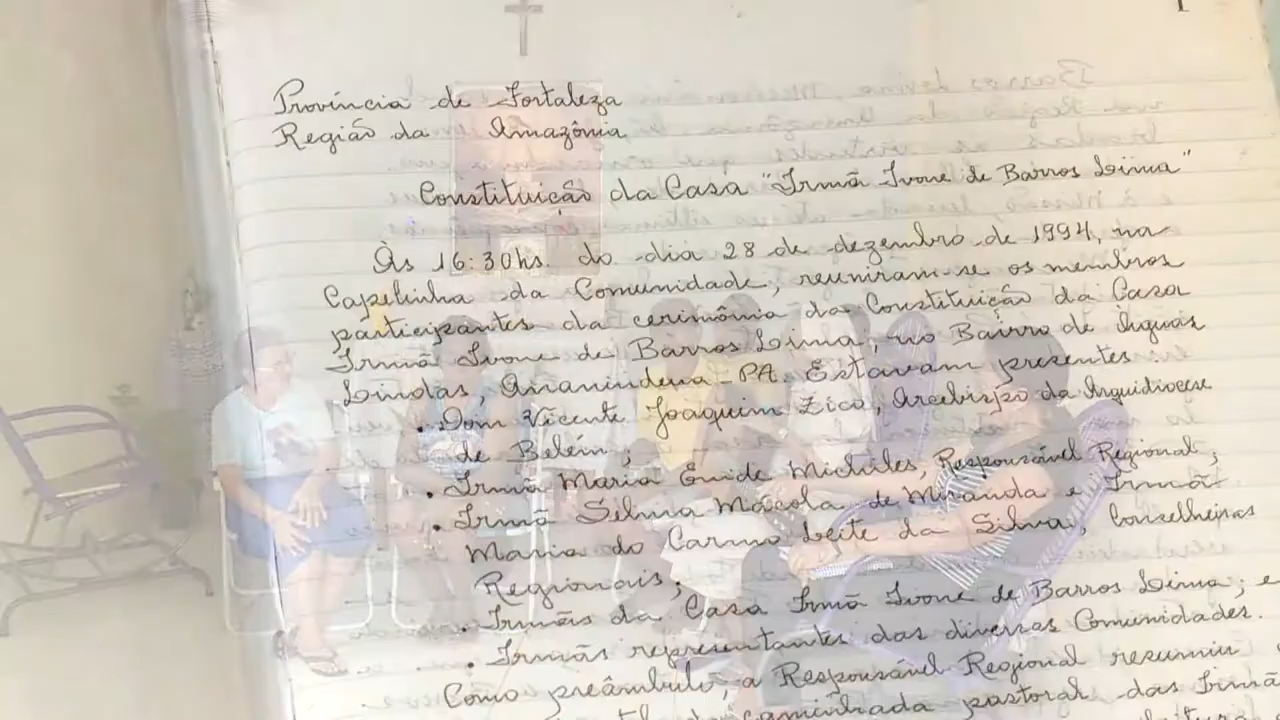 1
Província de Fortaleza
Região da Amazônia
Constituição da Casa "Irmã Ivone de Barros Lima"
Às 16:30hs. do dia 28 de dezembro de 1994, na
Capelinha da Comunidade, reuniram-se os membros
participantes da cerimônia da Constituição da Casa
Irmã Ivone de Barros Lima, no Bairro de Águas
Lindas, Ananindeua - PA. Estavam presentes
. Dom Vicente Joaquim Zico, Arcebispo da Arquidiocese
de Belém;
. Irmã Maria Eneide Michiles, Responsável Regional;
. Irmã Selma Mácola de Miranda e Irmã
Maria do Carmo Leite da Silva, Conselheiras
Regionais;
. Irmãs da Casa Irmã Ivone de Barros Lima; e
. Irmãs representantes das diversas Comunidades.
Como preâmbulo, a Responsável Regional resumiu
caminhada pastoral das Irmãs